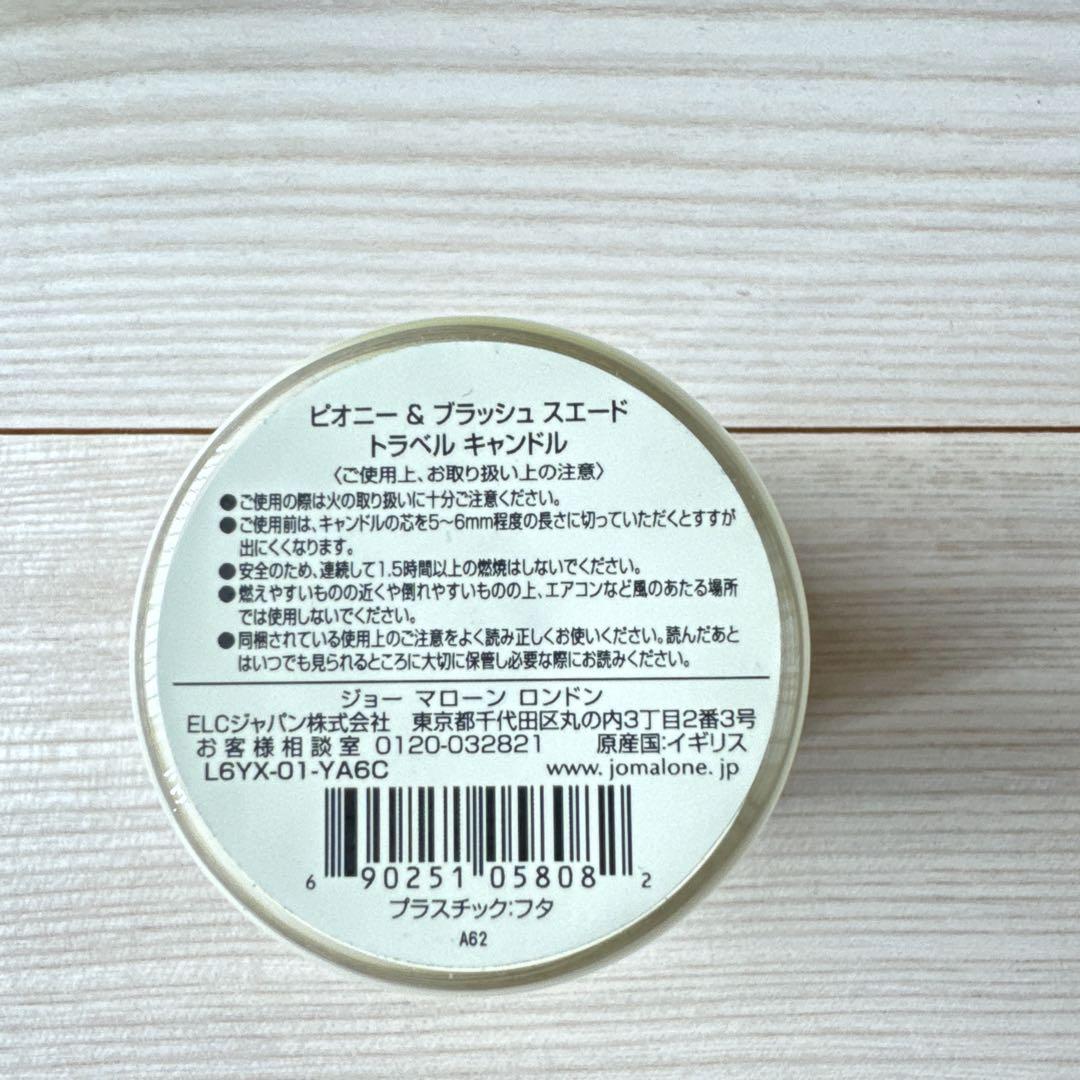 ピオニー & ブラッシュ スエード
トラベル キャンドル
〈ご使用上、お取り扱い上の注意〉
●ご使用の際は火の取り扱いに十分ご注意ください。
●ご使用前は、キャンドルの芯を5〜6mm程度の長さに切っていただくとすすが
出にくくなります。
●安全のため、連続して1.5時間以上の燃焼はしないでください。
●燃えやすいものの近くや倒れやすいものの上、エアコンなど風のあたる場所
では使用しないでください。
●同梱されている使用上のご注意をよく読み正しくお使いください。読んだあと
はいつでも見られるところに大切に保管し必要な際にお読みください。
ジョー マローン ロンドン
ELCジャパン株式会社 東京都千代田区丸の内3丁目2番3号
お客様相談室 0120-032821 原産国:イギリス
L6YX-01-YA6C www. jomalone. jp
6 90251 05808 2
プラスチック:フタ
A62